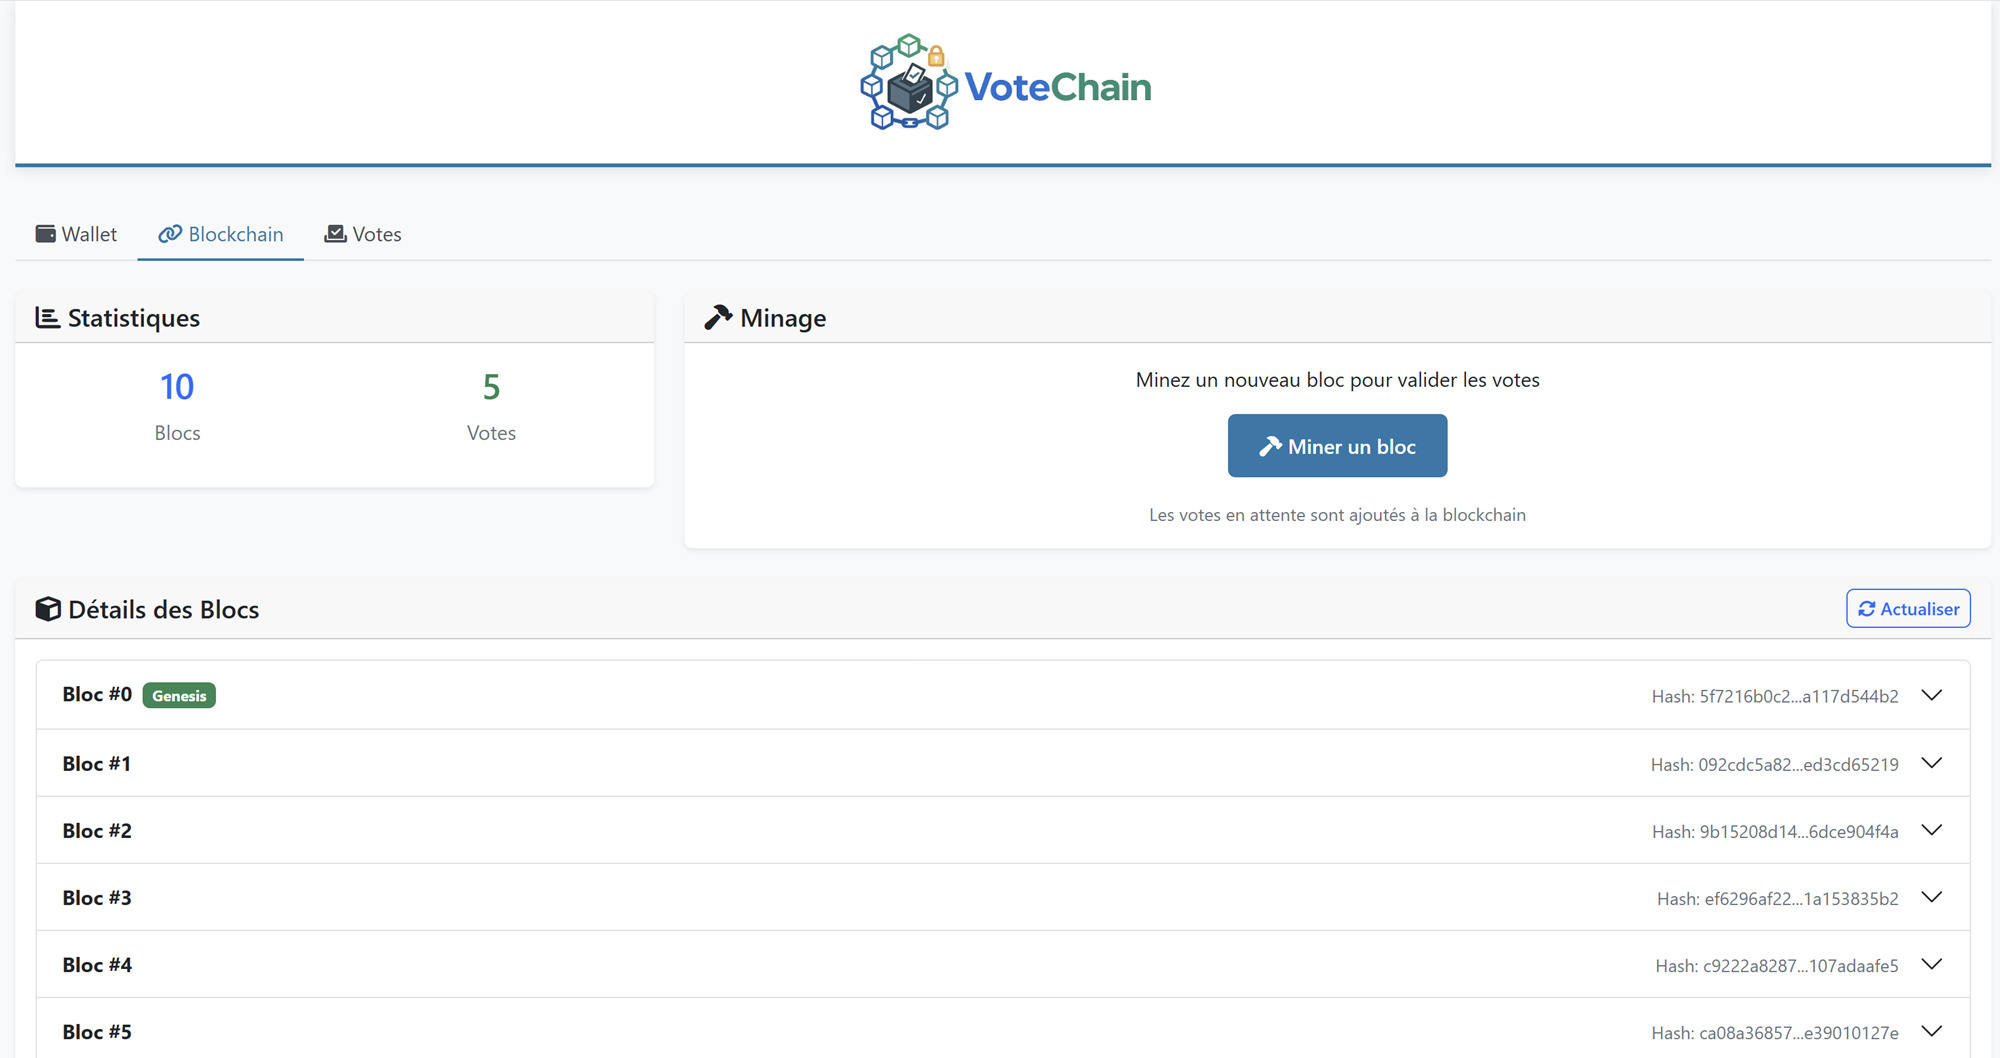 VoteChain
Wallet
Blockchain
Votes
Statistiques
10
Blocs
5
Votes
Minage
Minez un nouveau bloc pour valider les votes
Miner un bloc
Les votes en attente sont ajoutés à la blockchain
Détails des Blocs
Actualiser
Bloc #0 Genesis Hash: 5f7216b0c2...a117d544b2
Bloc #1 Hash: 092cdc5a82...ed3cd65219
Bloc #2 Hash: 9b15208d14...6dce904f4a
Bloc #3 Hash: ef6296af22...1a153835b2
Bloc #4 Hash: c9222a8287...107adaafe5
Bloc #5 Hash: ca08a36857...e39010127e